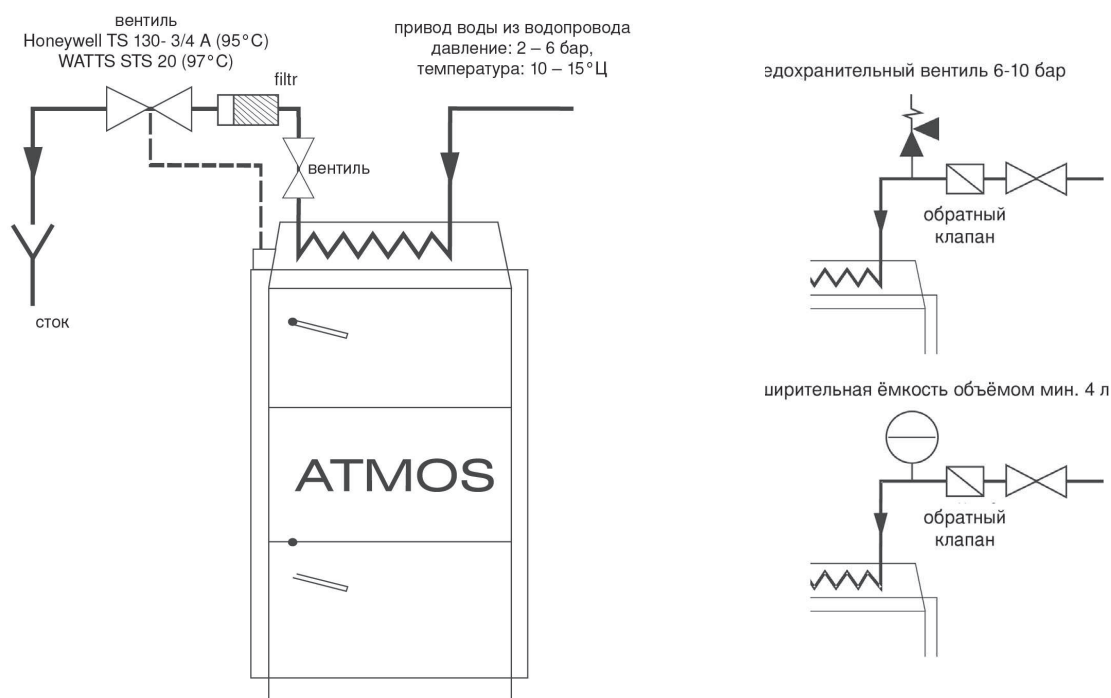 вентиль
Honeywell TS 130- 3/4 A (95°C)
WATTS STS 20 (97°C)
filtr
привод воды из водопровода
давление: 2 – 6 бар,
температура: 10 – 15°Ц
вентиль
сток
ATMOS
едохранительный вентиль 6-10 бар
обратный
клапан
ширительная ёмкость объёмом мин. 4 л
обратный
клапан